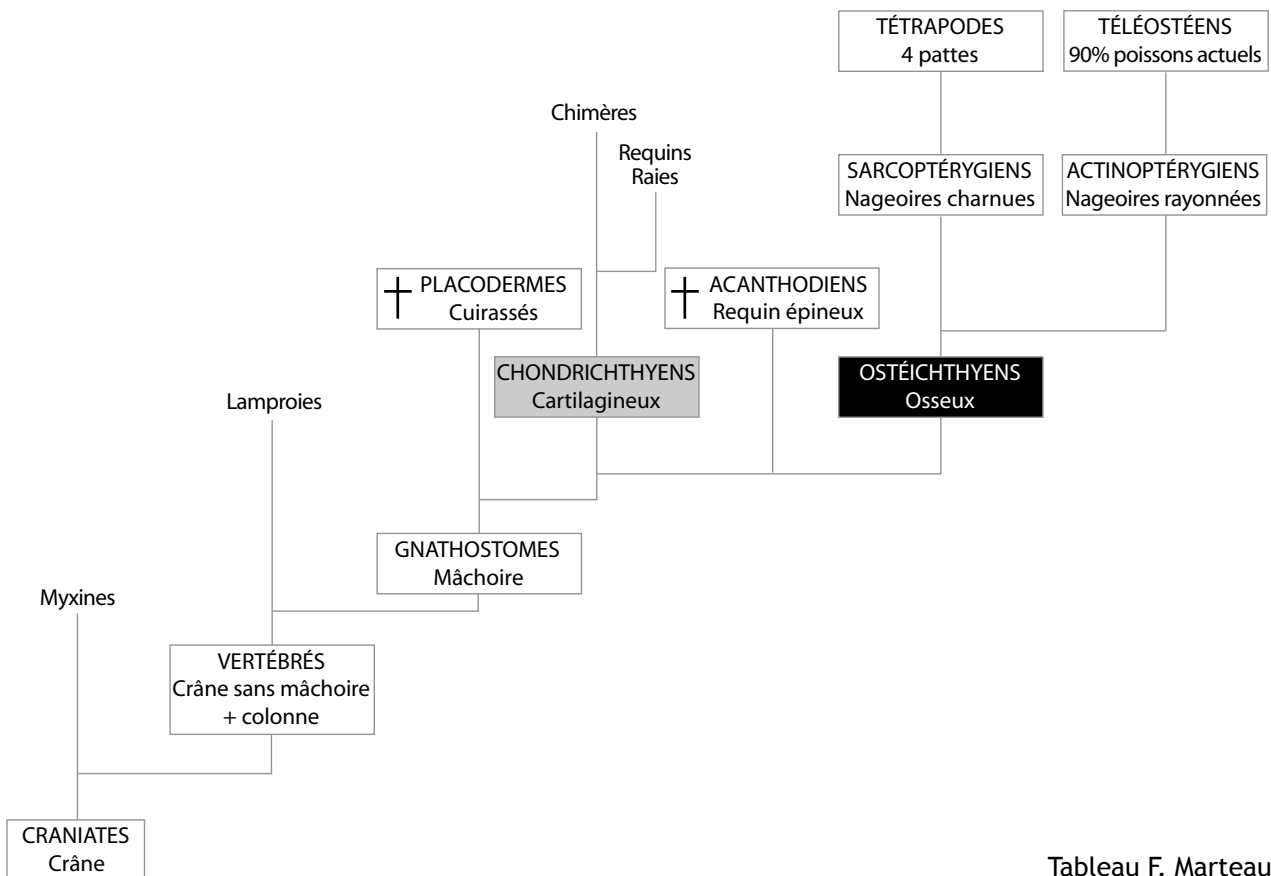 TÉTRAPODES
4 pattes
TÉLÉOSTÉENS
90% poissons actuels
Chimères
Requins
Raies
SARCOPTÉRYGIENS
Nageoires charnues
ACTINOPTÉRYGIENS
Nageoires rayonnées
PLACODERMES
Cuirassés
ACANTHODIENS
Requin épineux
CHONDRICHTHYENS
Cartilagineux
OSTÉICHTHYENS
Osseux
Lamproies
GNATHOSTOMES
Mâchoire
Myxines
VERTÉBRÉS
Crâne sans mâchoire
+ colonne
CRANIATES
Crâne
Tableau F. Marteau